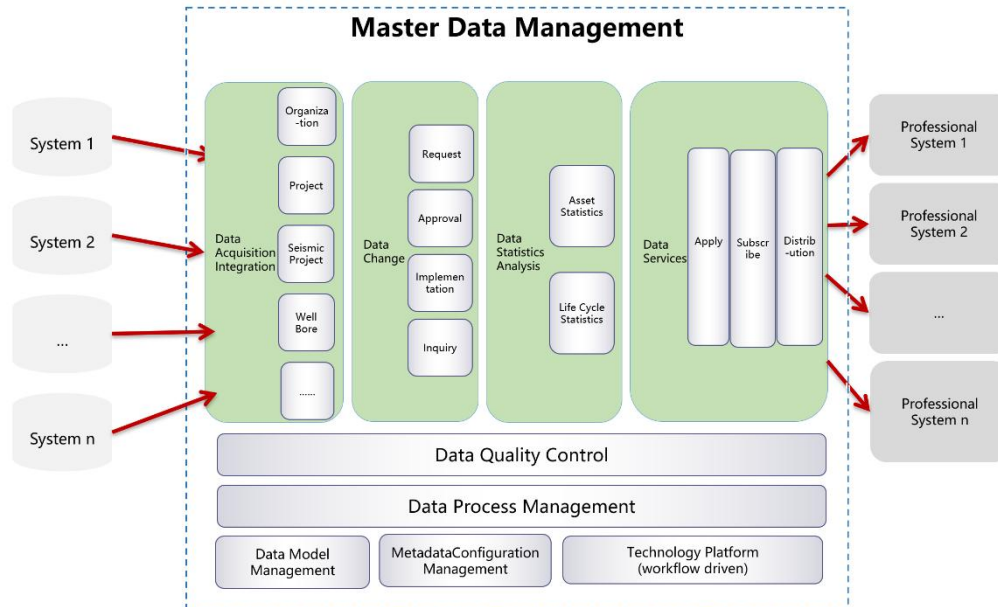 Master Data Management
System 1
System 2
...
System n
Data
Acquisition
Integration
Organiza
-tion
Project
Seismic
Project
Well
Bore
......
Data
Change
Request
Approval
Implemen
tation
Inquiry
Data
Statistics
Analysis
Asset
Statistics
Life Cycle
Statistics
Data
Services
Apply
Subsc
ribe
Distrib
-ution
Professional
System 1
Professional
System 2
...
Professional
System n
Data Quality Control
Data Process Management
Data Model
Management
MetadataConfiguration
Management
Technology Platform
(workflow driven)